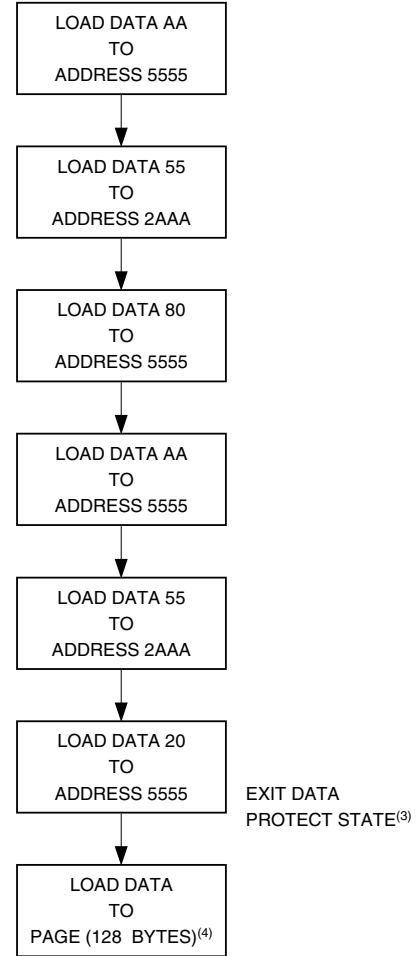 LOAD DATA AA
TO
ADDRESS 5555
LOAD DATA 55
TO
ADDRESS 2AAA
LOAD DATA 80
TO
ADDRESS 5555
LOAD DATA AA
TO
ADDRESS 5555
LOAD DATA 55
TO
ADDRESS 2AAA
LOAD DATA 20
TO
ADDRESS 5555
EXIT DATA
PROTECT STATE(3)
LOAD DATA
TO
PAGE (128 BYTES)(4)